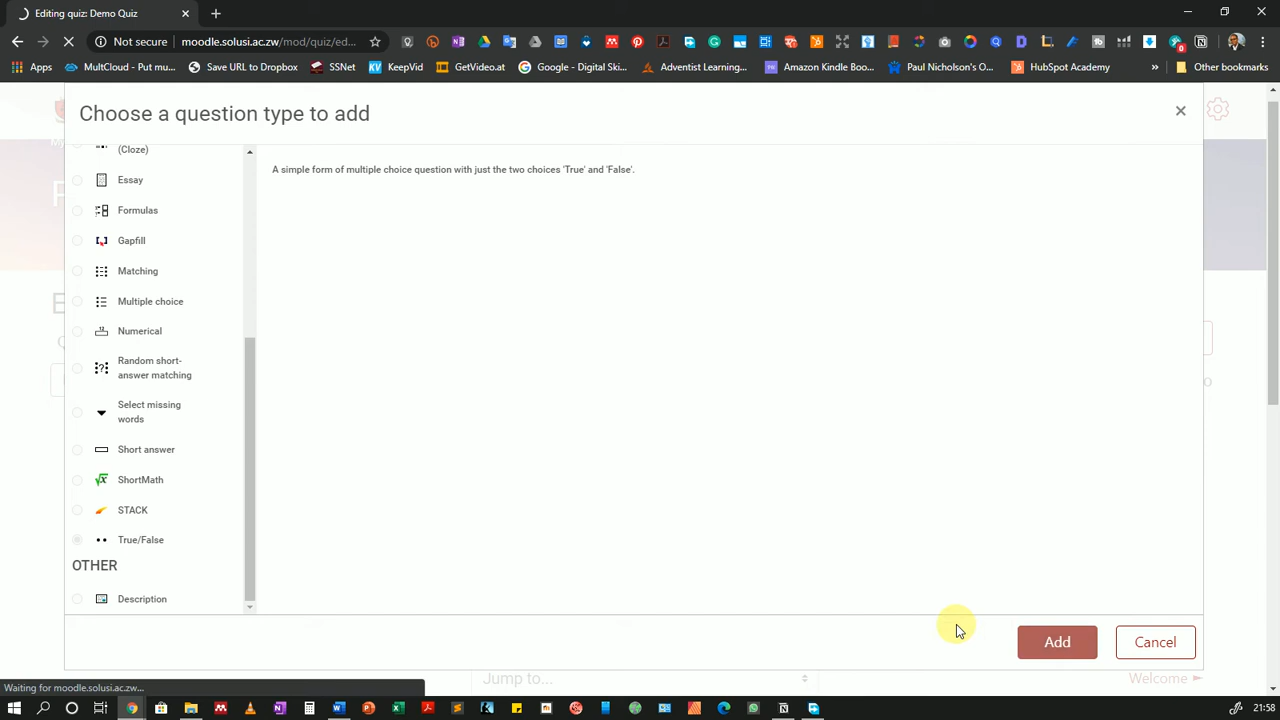 Editing quiz: Demo Quiz
Not secure moodle.solusi.ac.zw/mod/quiz/ed...
Apps MultCloud - Put mu... Save URL to Dropbox SSNet KeepVid GetVideo.at Google - Digital Ski... Adventist Learning... Amazon Kindle Boo... Paul Nicholson's O... HubSpot Academy » Other bookmarks
Choose a question type to add
(Cloze)
A simple form of multiple choice question with just the two choices 'True' and 'False'.
Essay
Formulas
Gapfill
Matching
Multiple choice
Numerical
Random short-
answer matching
Select missing
words
Short answer
ShortMath
STACK
True/False
OTHER
Description
Add Cancel
Jump to... Welcome
Waiting for moodle.solusi.ac.zw...
21:58